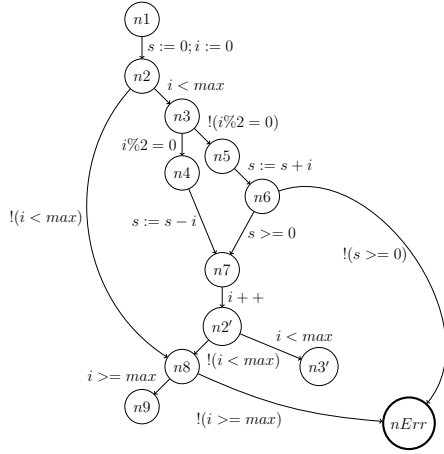 n1
s := 0; i := 0
n2
i < max
n3
!(i%2 = 0)
i%2 = 0
n5
n4
s := s + i
n6
!(i < max)
s := s − i
s >= 0
!(s >= 0)
n7
i + +
n2′
i < max
!(i < max)
n8
n3′
i >= max
n9
!(i >= max)
nErr